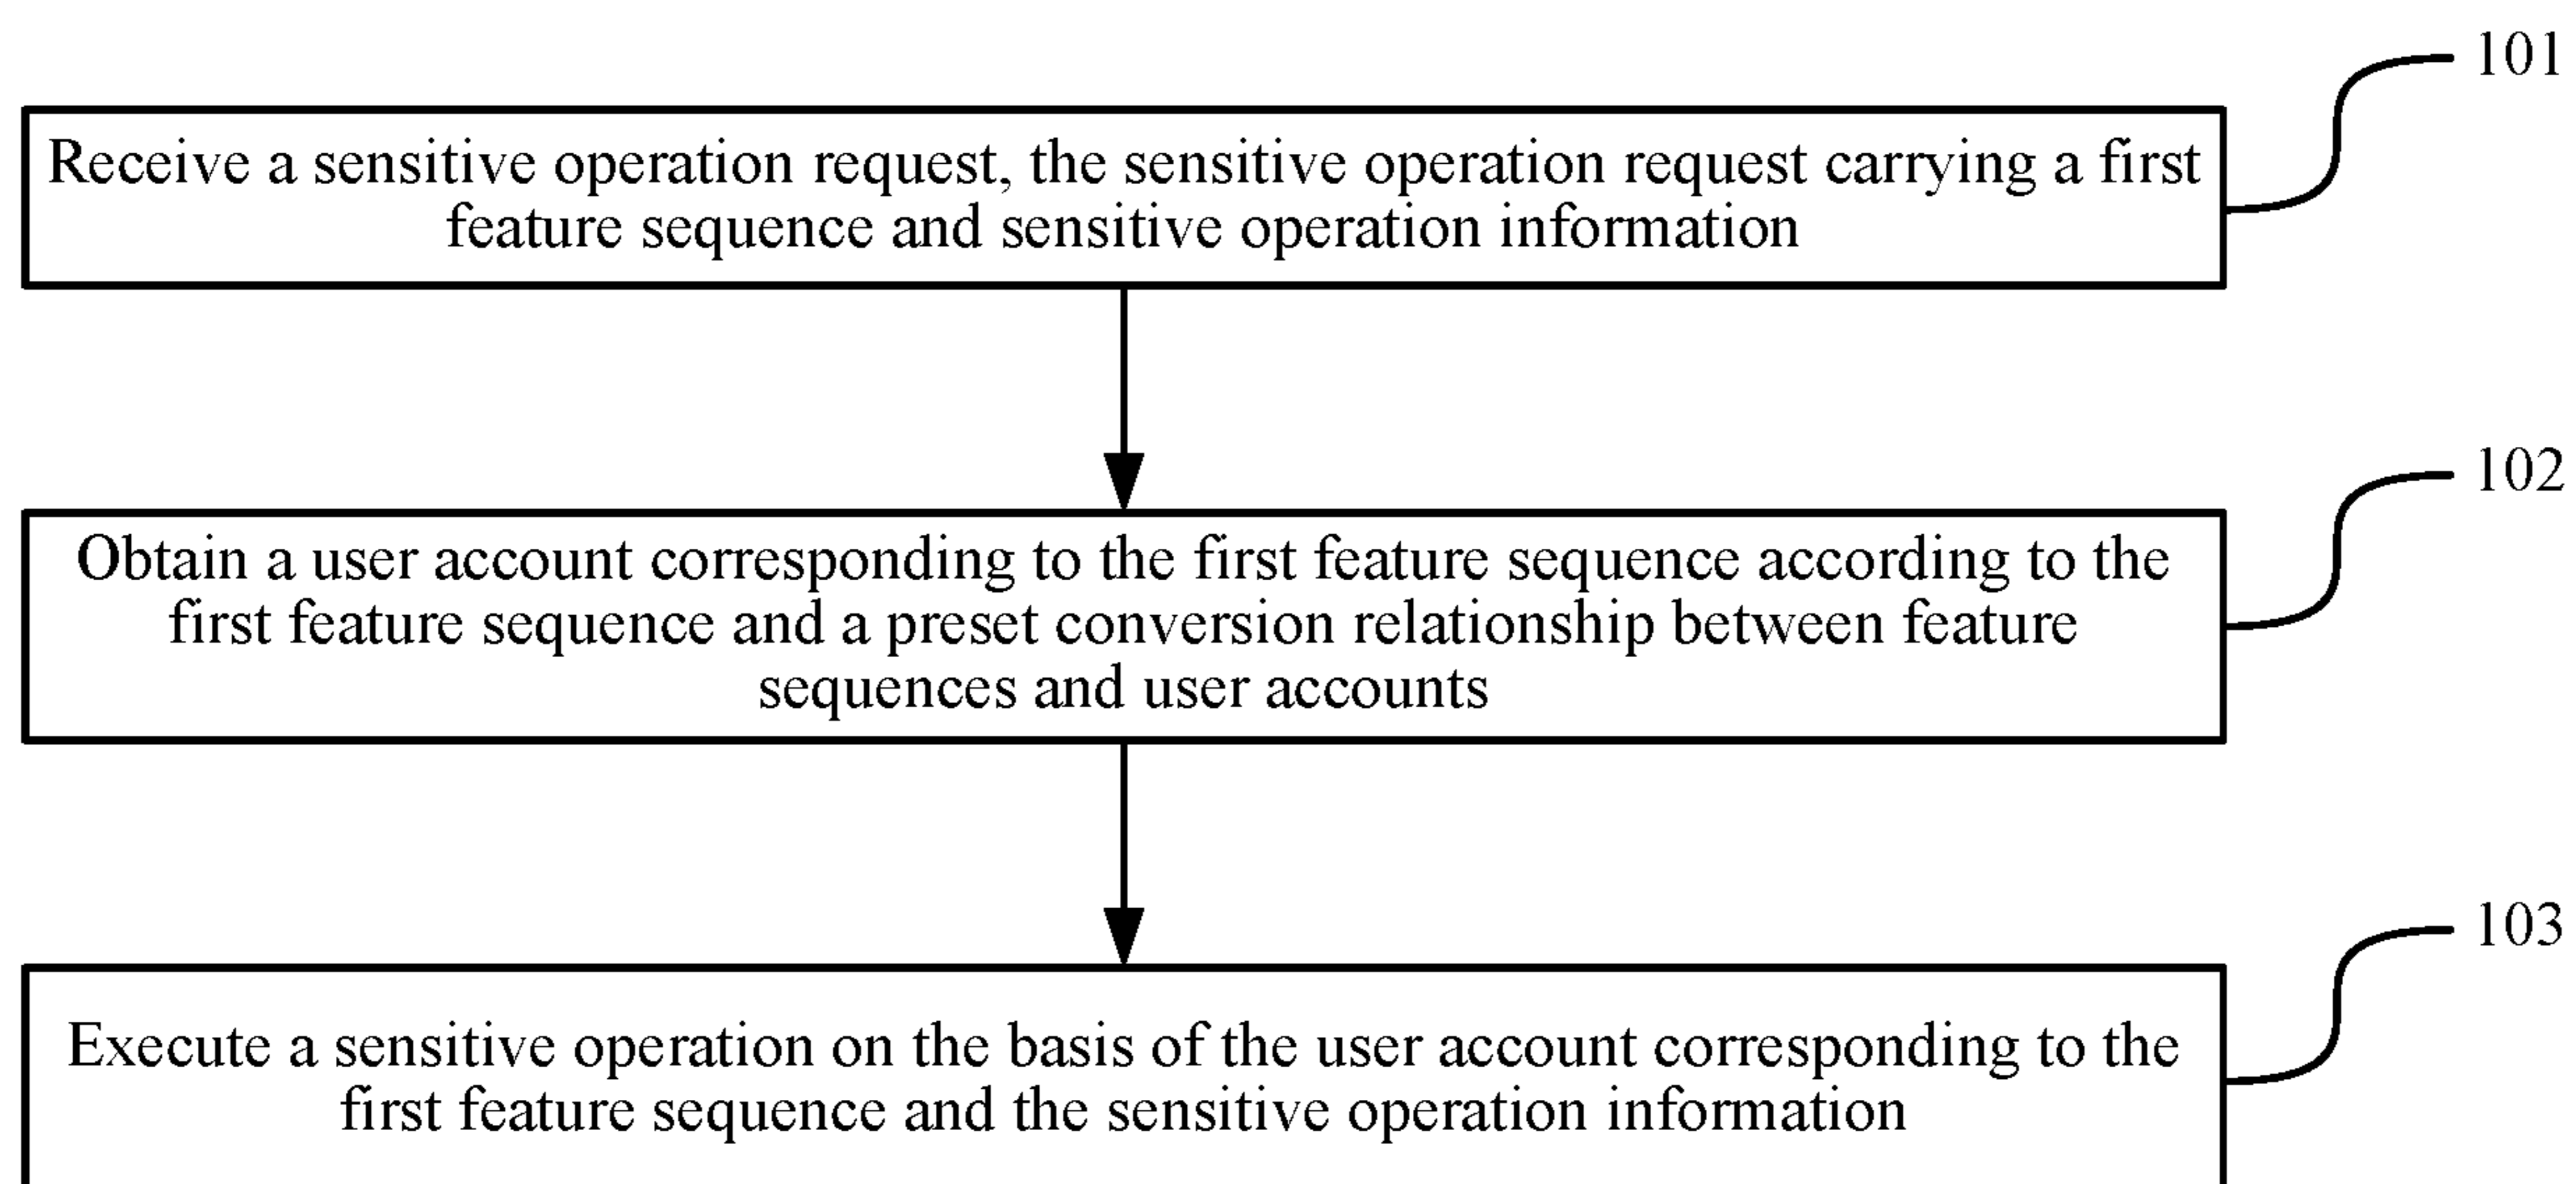 101
Receive a sensitive operation request, the sensitive operation request carrying a first
feature sequence and sensitive operation information
102
Obtain a user account corresponding to the first feature sequence according to the
first feature sequence and a preset conversion relationship between feature
sequences and user accounts
103
Execute a sensitive operation on the basis of the user account corresponding to the
first feature sequence and the sensitive operation information